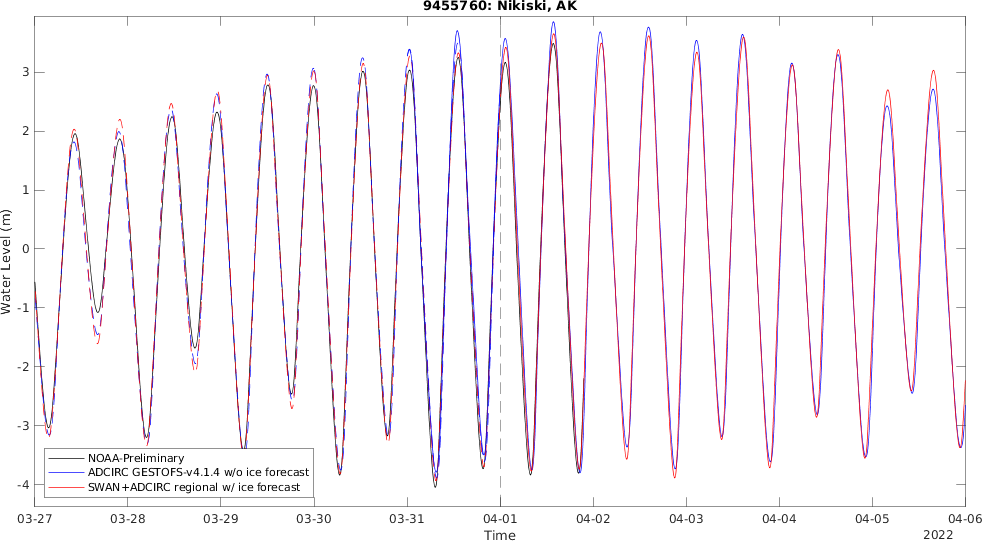 9455760: Nikiski, AK
Water Level (m)
3
2
1
0
-1
-2
-3
-4
NOAA-Preliminary
ADCIRC GESTOFS-v4.1.4 w/o ice forecast
SWAN+ADCIRC regional w/ ice forecast
03-27 03-28 03-29 03-30 03-31 04-01 04-02 04-03 04-04 04-05 04-06
Time
2022